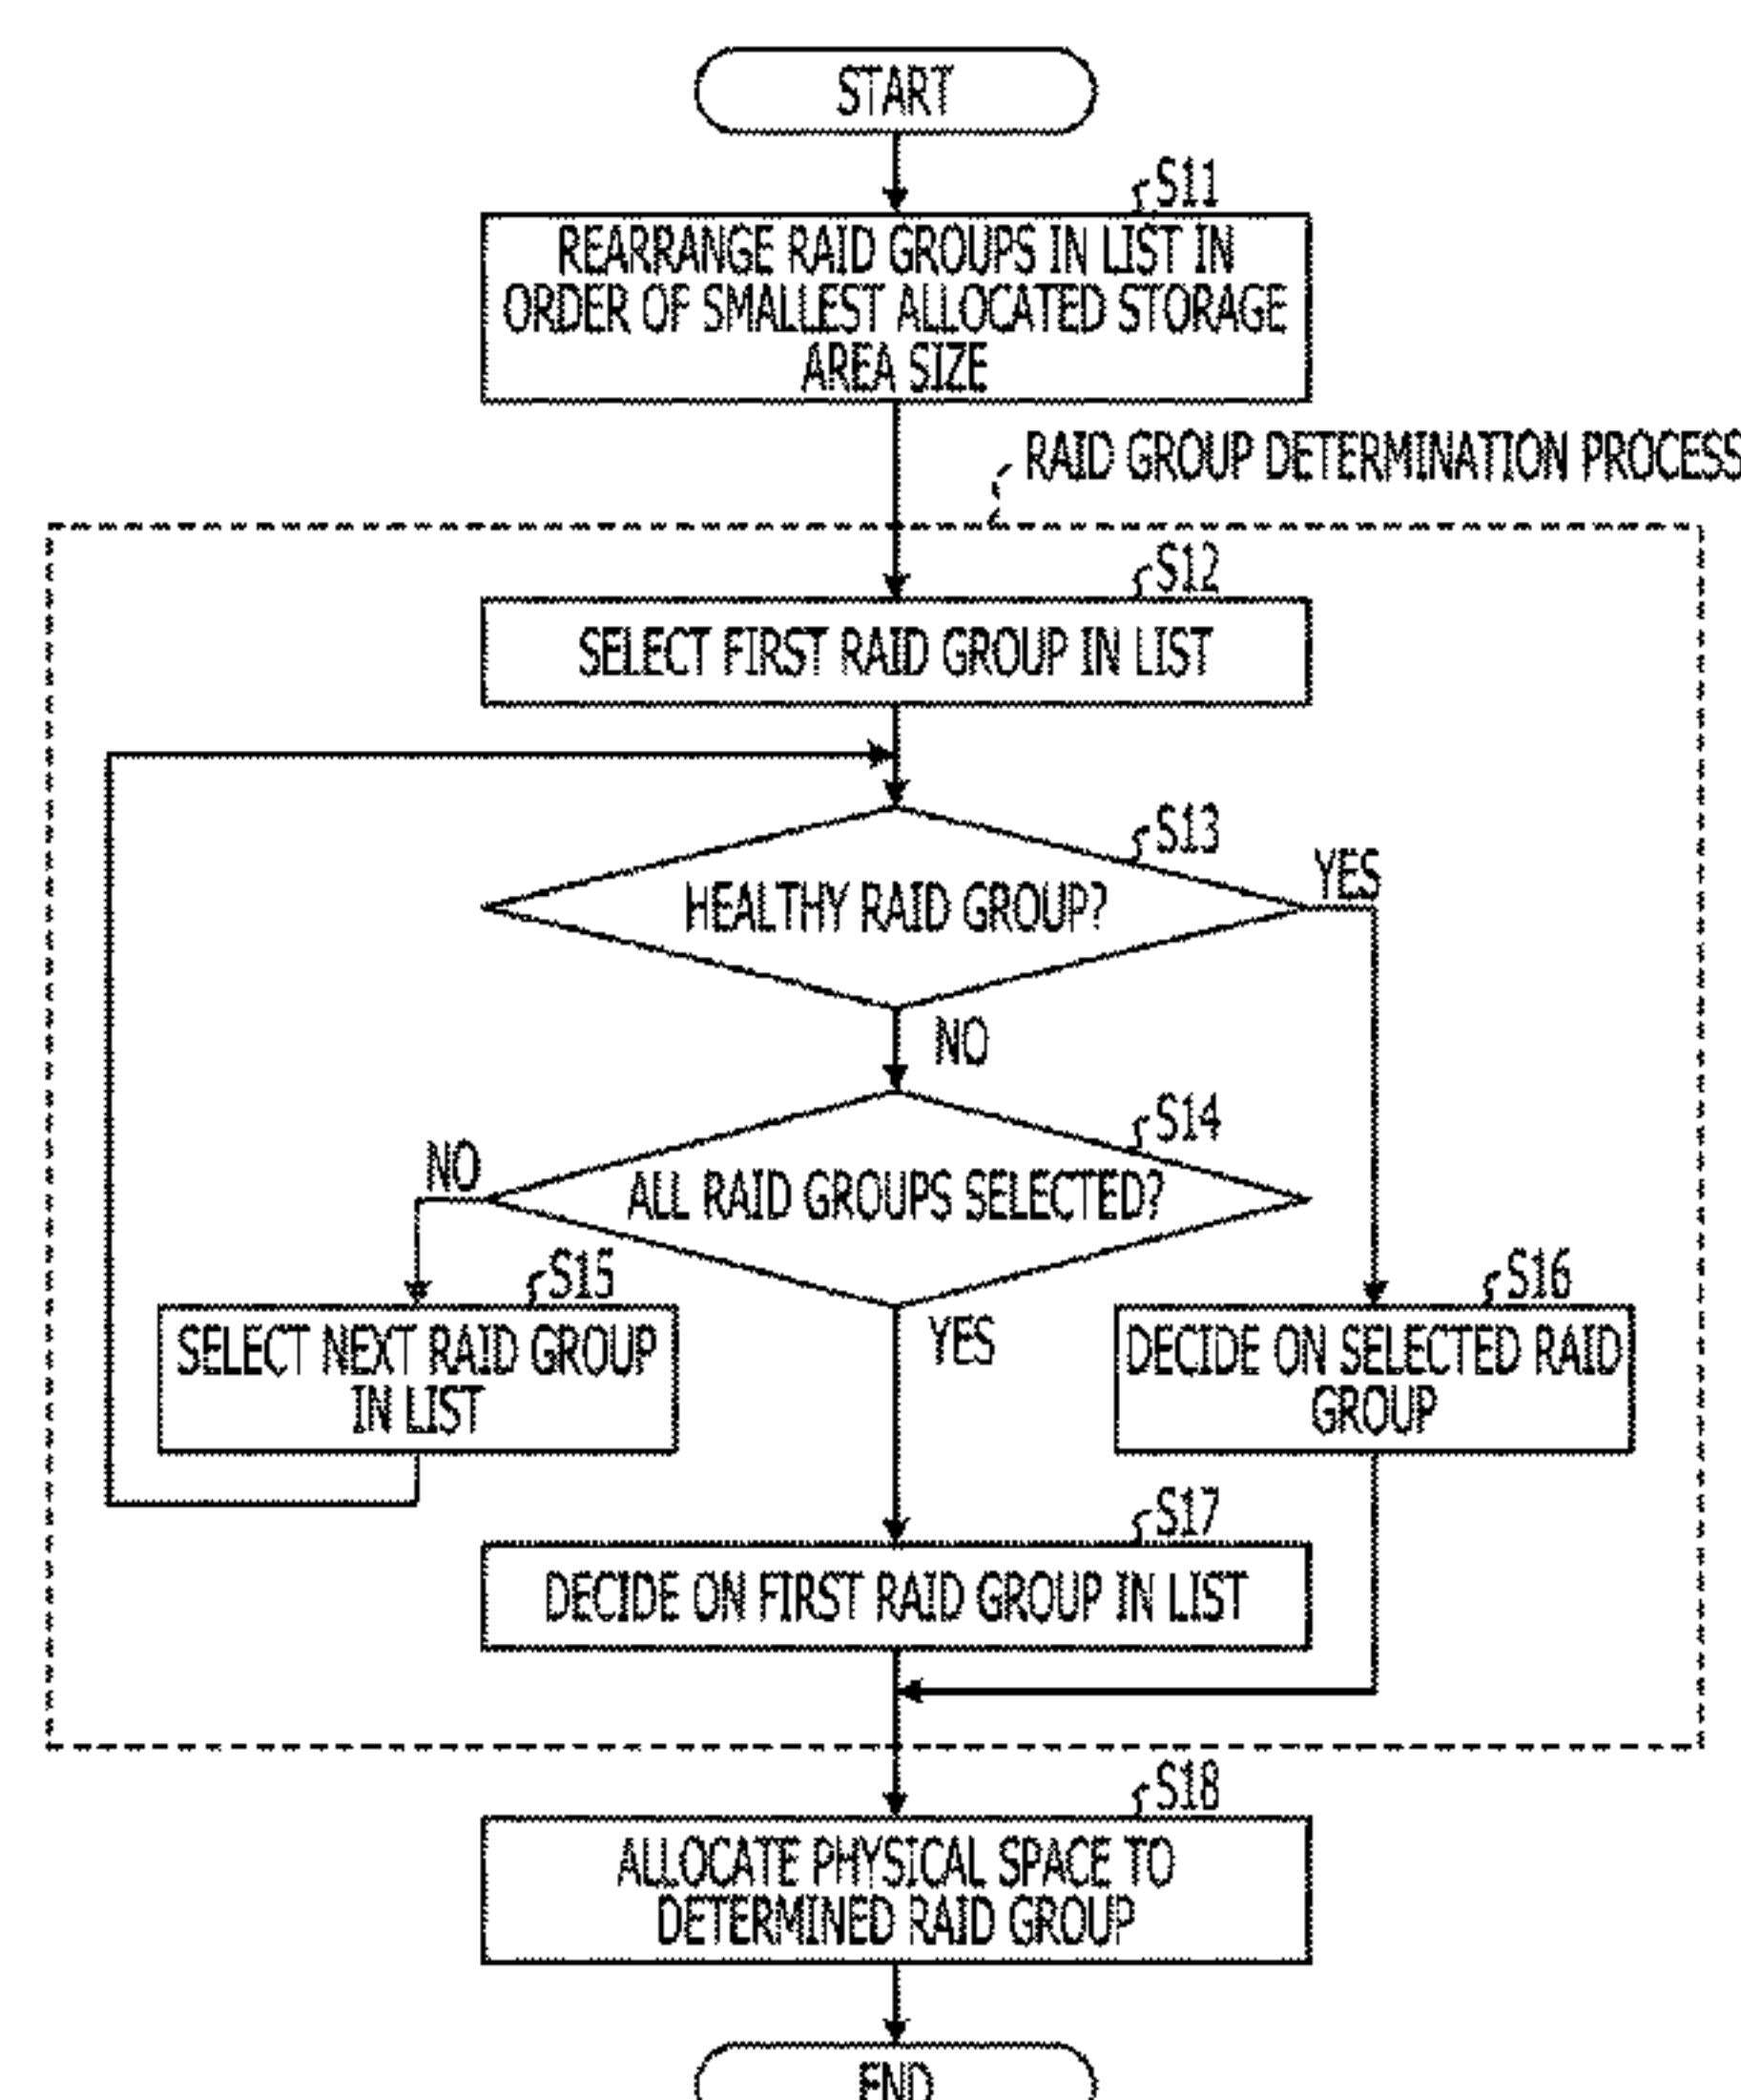 START
S11
REARRANGE RAID GROUPS IN LIST IN
ORDER OF SMALLEST ALLOCATED STORAGE
AREA SIZE
RAID GROUP DETERMINATION PROCESS
S12
SELECT FIRST RAID GROUP IN LIST
S13
YES
HEALTHY RAID GROUP?
NO
S14
NO
ALL RAID GROUPS SELECTED?
S15
SELECT NEXT RAID GROUP
IN LIST
YES
S16
DECIDE ON SELECTED RAID
GROUP
S17
DECIDE ON FIRST RAID GROUP IN LIST
S18
ALLOCATE PHYSICAL SPACE TO
DETERMINED RAID GROUP
END